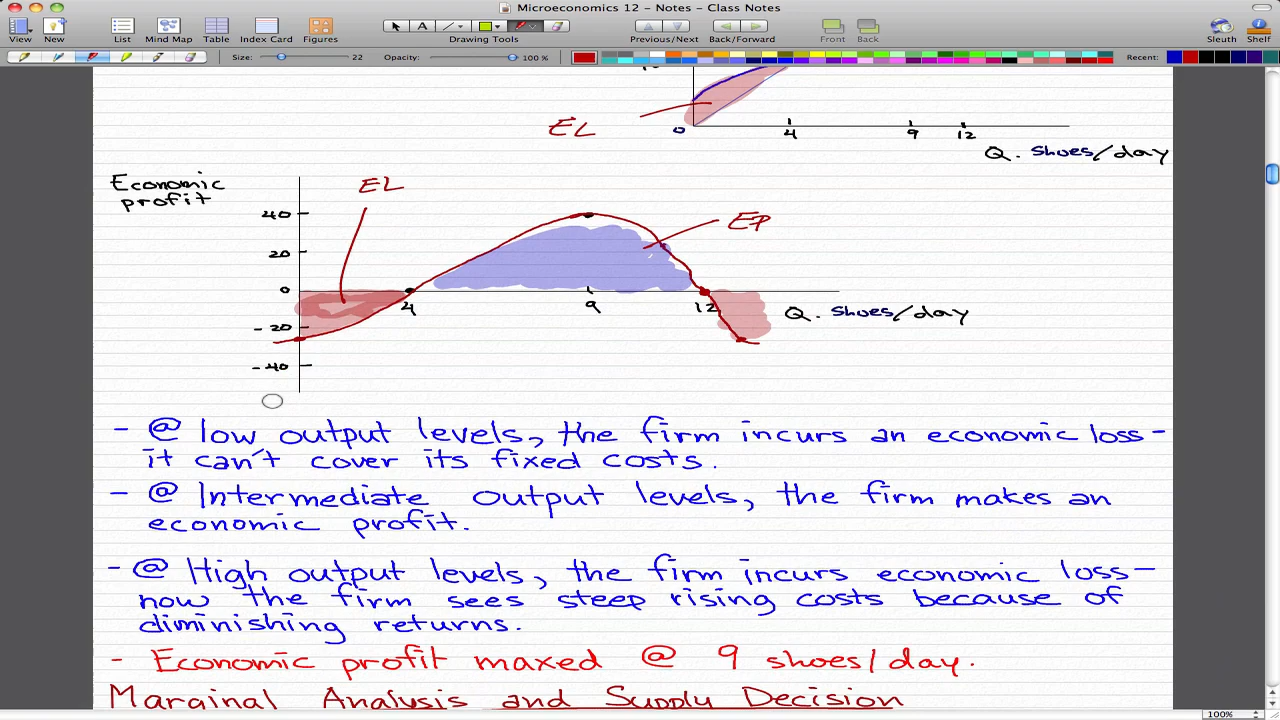 Microeconomics 12 - Notes - Class Notes
View New List Mind Map Table Index Card Figures Drawing Tools Previous/Next Back/Forward Front Back Sleuth Shelf
Size: 22 Opacity: 100 % Recent:
EL
0 4 9 12
Q. shoes/day
Economic
profit
EL
EP
40
20
0
-20
-40
4 9 12
Q. shoes/day
- @ low output levels, the firm incurs an economic loss-
it can't cover its fixed costs.
- @ Intermediate output levels, the firm makes an
economic profit.
- @ High output levels, the firm incurs economic loss-
now the firm sees steep rising costs because of
diminishing returns.
- Economic profit maxed @ 9 shoes/day.
Marginal Analysis and Supply Decision
100%